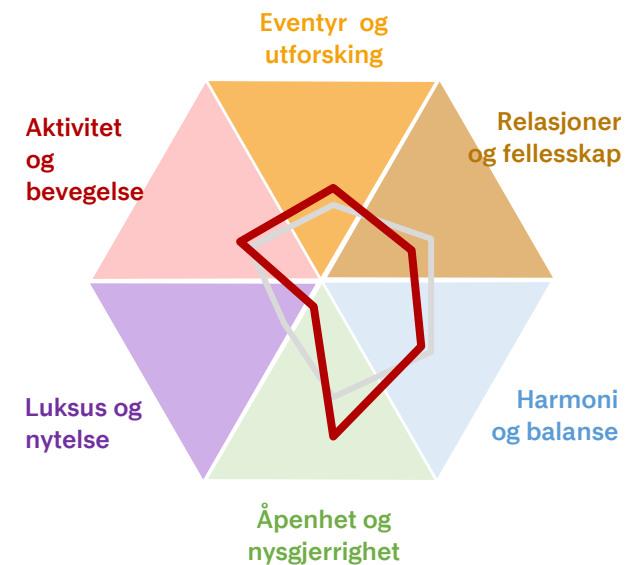 Eventyr og
utforsking
Relasjoner
og fellesskap
Aktivitet
og
bevegelse
Harmoni
og balanse
Luksus og
nytelse
Åpenhet og
nysgjerrighet